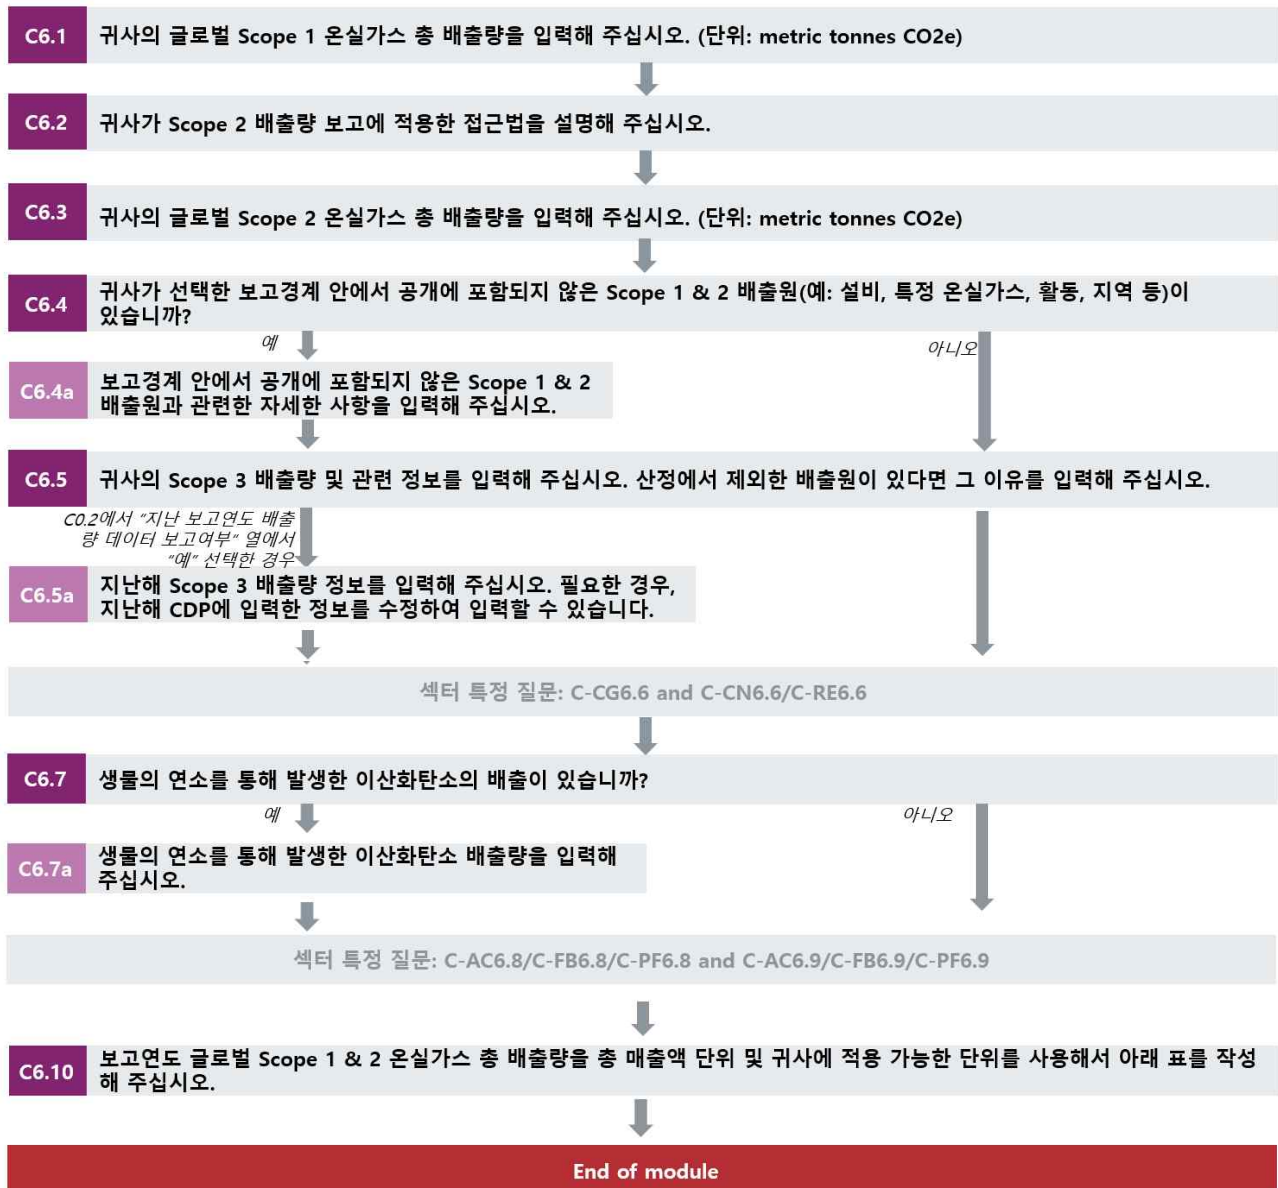 C6.1 귀사의 글로벌 Scope 1 온실가스 총 배출량을 입력해 주십시오. (단위: metric tonnes CO2e)
C6.2 귀사가 Scope 2 배출량 보고에 적용한 접근법을 설명해 주십시오.
C6.3 귀사의 글로벌 Scope 2 온실가스 총 배출량을 입력해 주십시오. (단위: metric tonnes CO2e)
C6.4 귀사가 선택한 보고경계 안에서 공개에 포함되지 않은 Scope 1 & 2 배출원(예: 설비, 특정 온실가스, 활동, 지역 등)이
있습니까?
예
아니오
C6.4a 보고경계 안에서 공개에 포함되지 않은 Scope 1 & 2
배출원과 관련한 자세한 사항을 입력해 주십시오.
C6.5 귀사의 Scope 3 배출량 및 관련 정보를 입력해 주십시오. 산정에서 제외한 배출원이 있다면 그 이유를 입력해 주십시오.
C0.2에서 “지난 보고연도 배출
량 데이터 보고여부” 열에서
“예” 선택한 경우
C6.5a 지난해 Scope 3 배출량 정보를 입력해 주십시오. 필요한 경우,
지난해 CDP에 입력한 정보를 수정하여 입력할 수 있습니다.
섹터 특정 질문: C-CG6.6 and C-CN6.6/C-RE6.6
C6.7 생물의 연소를 통해 발생한 이산화탄소의 배출이 있습니까?
예
아니오
C6.7a 생물의 연소를 통해 발생한 이산화탄소 배출량을 입력해
주십시오.
섹터 특정 질문: C-AC6.8/C-FB6.8/C-PF6.8 and C-AC6.9/C-FB6.9/C-PF6.9
C6.10 보고연도 글로벌 Scope 1 & 2 온실가스 총 배출량을 총 매출액 단위 및 귀사에 적용 가능한 단위를 사용해서 아래 표를 작성
해 주십시오.
End of module